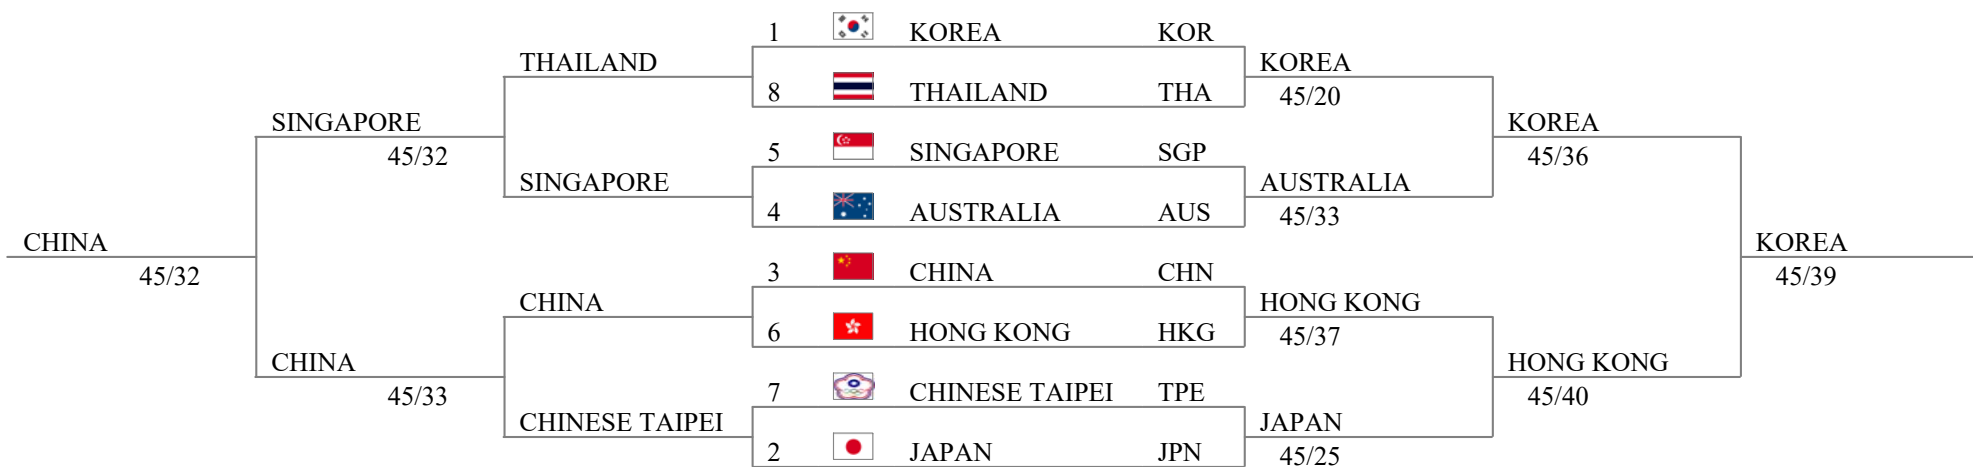 1 KOREA KOR
THAILAND KOREA
8 THAILAND THA 45/20
SINGAPORE KOREA
45/32 5 SINGAPORE SGP 45/36
SINGAPORE AUSTRALIA
4 AUSTRALIA AUS 45/33
CHINA KOREA
45/32 3 CHINA CHN 45/39
CHINA HONG KONG
6 HONG KONG HKG 45/37
CHINA HONG KONG
45/33 7 CHINESE TAIPEI TPE 45/40
CHINESE TAIPEI JAPAN
2 JAPAN JPN 45/25